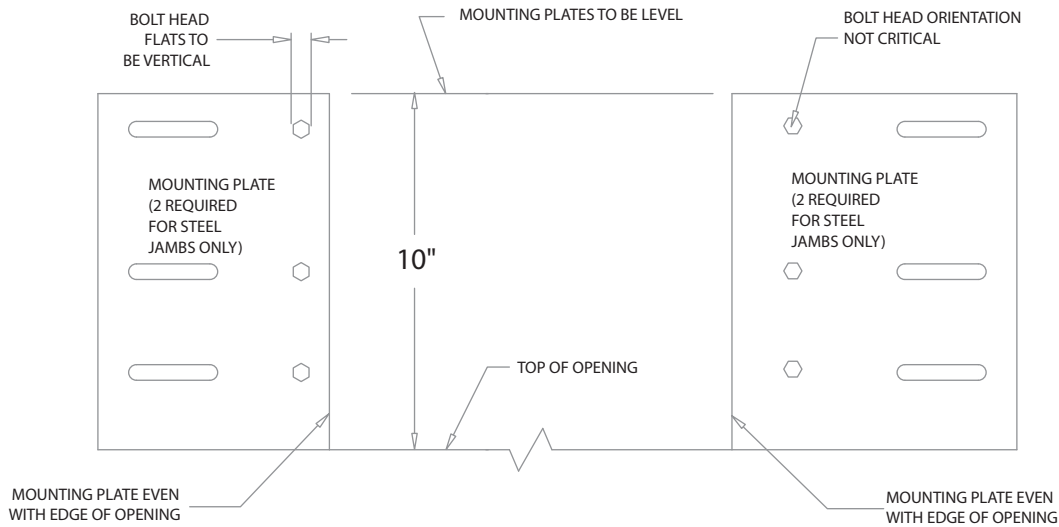 BOLT HEAD
FLATS TO
BE VERTICAL
MOUNTING PLATES TO BE LEVEL
BOLT HEAD ORIENTATION
NOT CRITICAL
MOUNTING PLATE
(2 REQUIRED
FOR STEEL
JAMBS ONLY)
10"
MOUNTING PLATE
(2 REQUIRED
FOR STEEL
JAMBS ONLY)
TOP OF OPENING
MOUNTING PLATE EVEN
WITH EDGE OF OPENING
MOUNTING PLATE EVEN
WITH EDGE OF OPENING